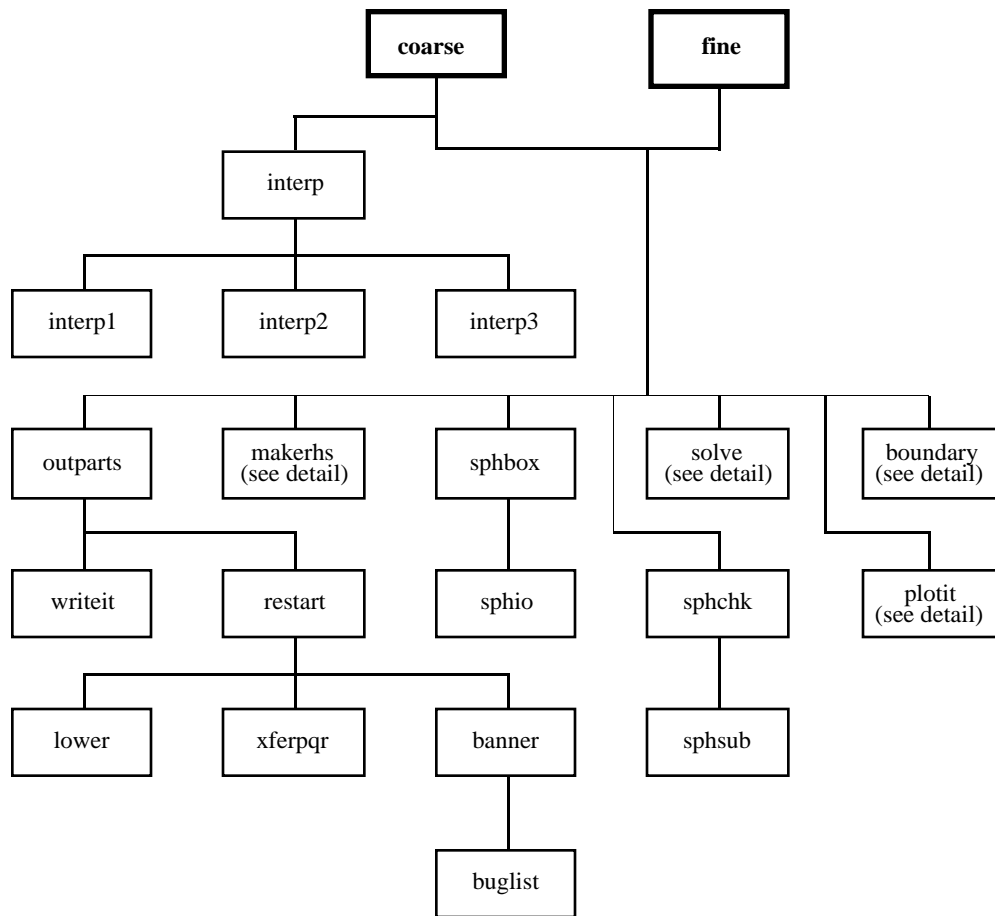 coarse
fine
interp
interp1
interp2
interp3
outparts
makerhs
(see detail)
sphbox
solve
(see detail)
boundary
(see detail)
writeit
restart
sphio
sphchk
plotit
(see detail)
lower
xferpqr
banner
sphsub
buglist